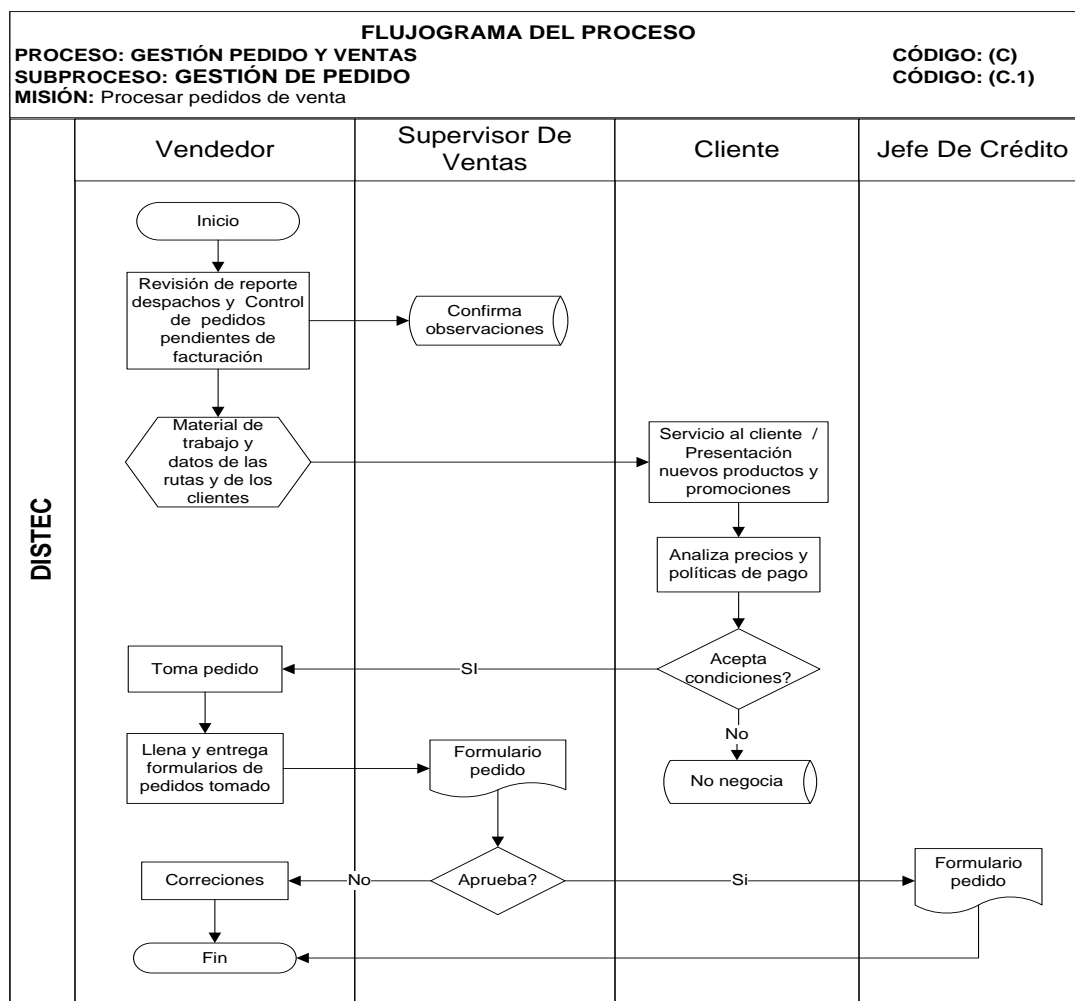 FLUJOGRAMA DEL PROCESO
PROCESO: GESTIÓN PEDIDO Y VENTAS
CÓDIGO: (C)
SUBPROCESO: GESTIÓN DE PEDIDO
CÓDIGO: (C.1)
MISIÓN: Procesar pedidos de venta
DISTEC
Vendedor
Supervisor De
Ventas
Cliente
Jefe De Crédito
Inicio
Revisión de reporte
despachos y Control
de pedidos
pendientes de
facturación
Confirma
observaciones
Material de
trabajo y
datos de las
rutas y de los
clientes
Servicio al cliente /
Presentación
nuevos productos y
promociones
Analiza precios y
políticas de pago
Acepta
condiciones?
SI
Toma pedido
No
No negocia
Llena y entrega
formularios de
pedidos tomado
Formulario
pedido
Aprueba?
No
Correciones
Si
Formulario
pedido
Fin